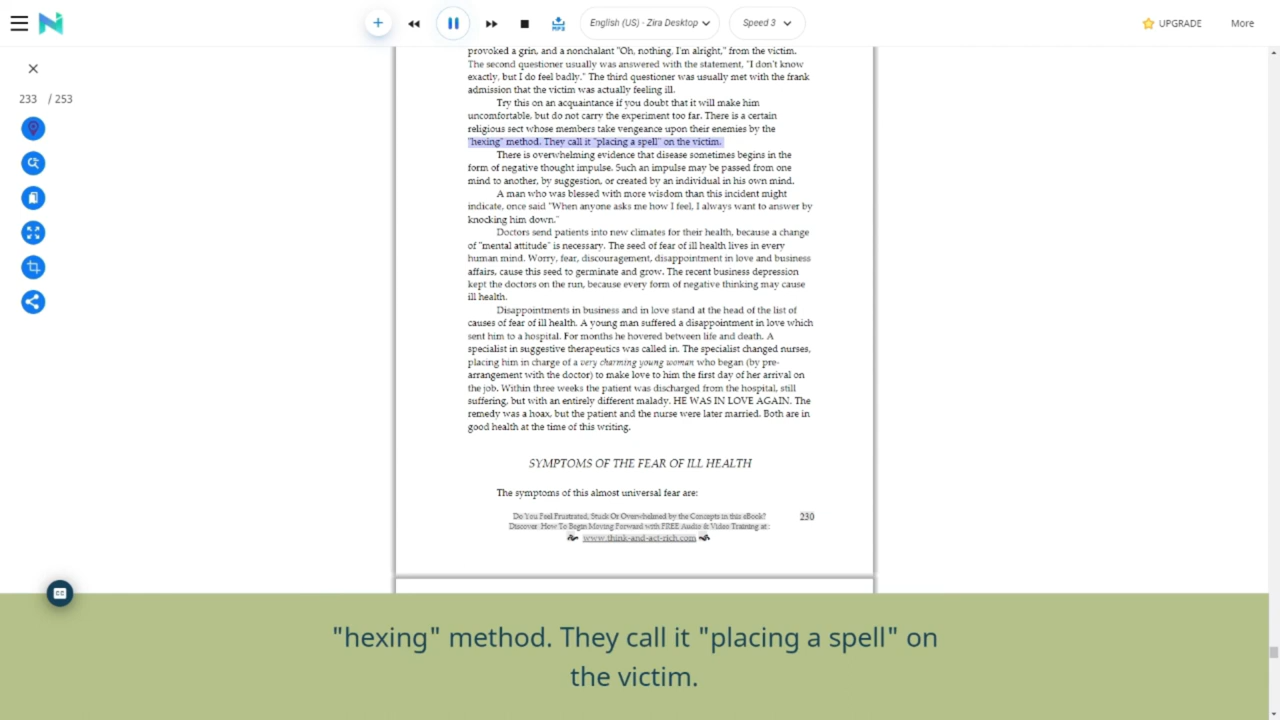 English (US) - Zira Desktop
Speed 3
UPGRADE
More
MP3
233 / 253
provoked a grin, and a nonchalant "Oh, nothing, I'm alright," from the victim.
The second questioner usually was answered with the statement, "I don't know
exactly, but I do feel badly." The third questioner was usually met with the frank
admission that the victim was actually feeling ill.
Try this on an acquaintance if you doubt that it will make him
uncomfortable, but do not carry the experiment too far. There is a certain
religious sect whose members take vengeance upon their enemies by the
"hexing" method. They call it "placing a spell" on the victim.
There is overwhelming evidence that disease sometimes begins in the
form of negative thought impulse. Such an impulse may be passed from one
mind to another, by suggestion, or created by an individual in his own mind.
A man who was blessed with more wisdom than this incident might
indicate, once said "When anyone asks me how I feel, I always want to answer by
knocking him down."
Doctors send patients into new climates for their health, because a change
of "mental attitude" is necessary. The seed of fear of ill health lives in every
human mind. Worry, fear, discouragement, disappointment in love and business
affairs, cause this seed to germinate and grow. The recent business depression
kept the doctors on the run, because every form of negative thinking may cause
ill health.
Disappointments in business and in love stand at the head of the list of
causes of fear of ill health. A young man suffered a disappointment in love which
sent him to a hospital. For months he hovered between life and death. A
specialist in suggestive therapeutics was called in. The specialist changed nurses,
placing him in charge of a very charming young woman who began (by pre-
arrangement with the doctor) to make love to him the first day of her arrival on
the job. Within three weeks the patient was discharged from the hospital, still
suffering, but with an entirely different malady. HE WAS IN LOVE AGAIN. The
remedy was a hoax, but the patient and the nurse were later married. Both are in
good health at the time of this writing.
SYMPTOMS OF THE FEAR OF ILL HEALTH
The symptoms of this almost universal fear are:
Do You Feel Frustrated, Stuck Or Overwhelmed by the Concepts in this eBook?
230
Discover: How To Begin Moving Forward with FREE Audio & Video Training at:
www.think-and-act-rich.com
CC
"hexing" method. They call it "placing a spell" on
the victim.